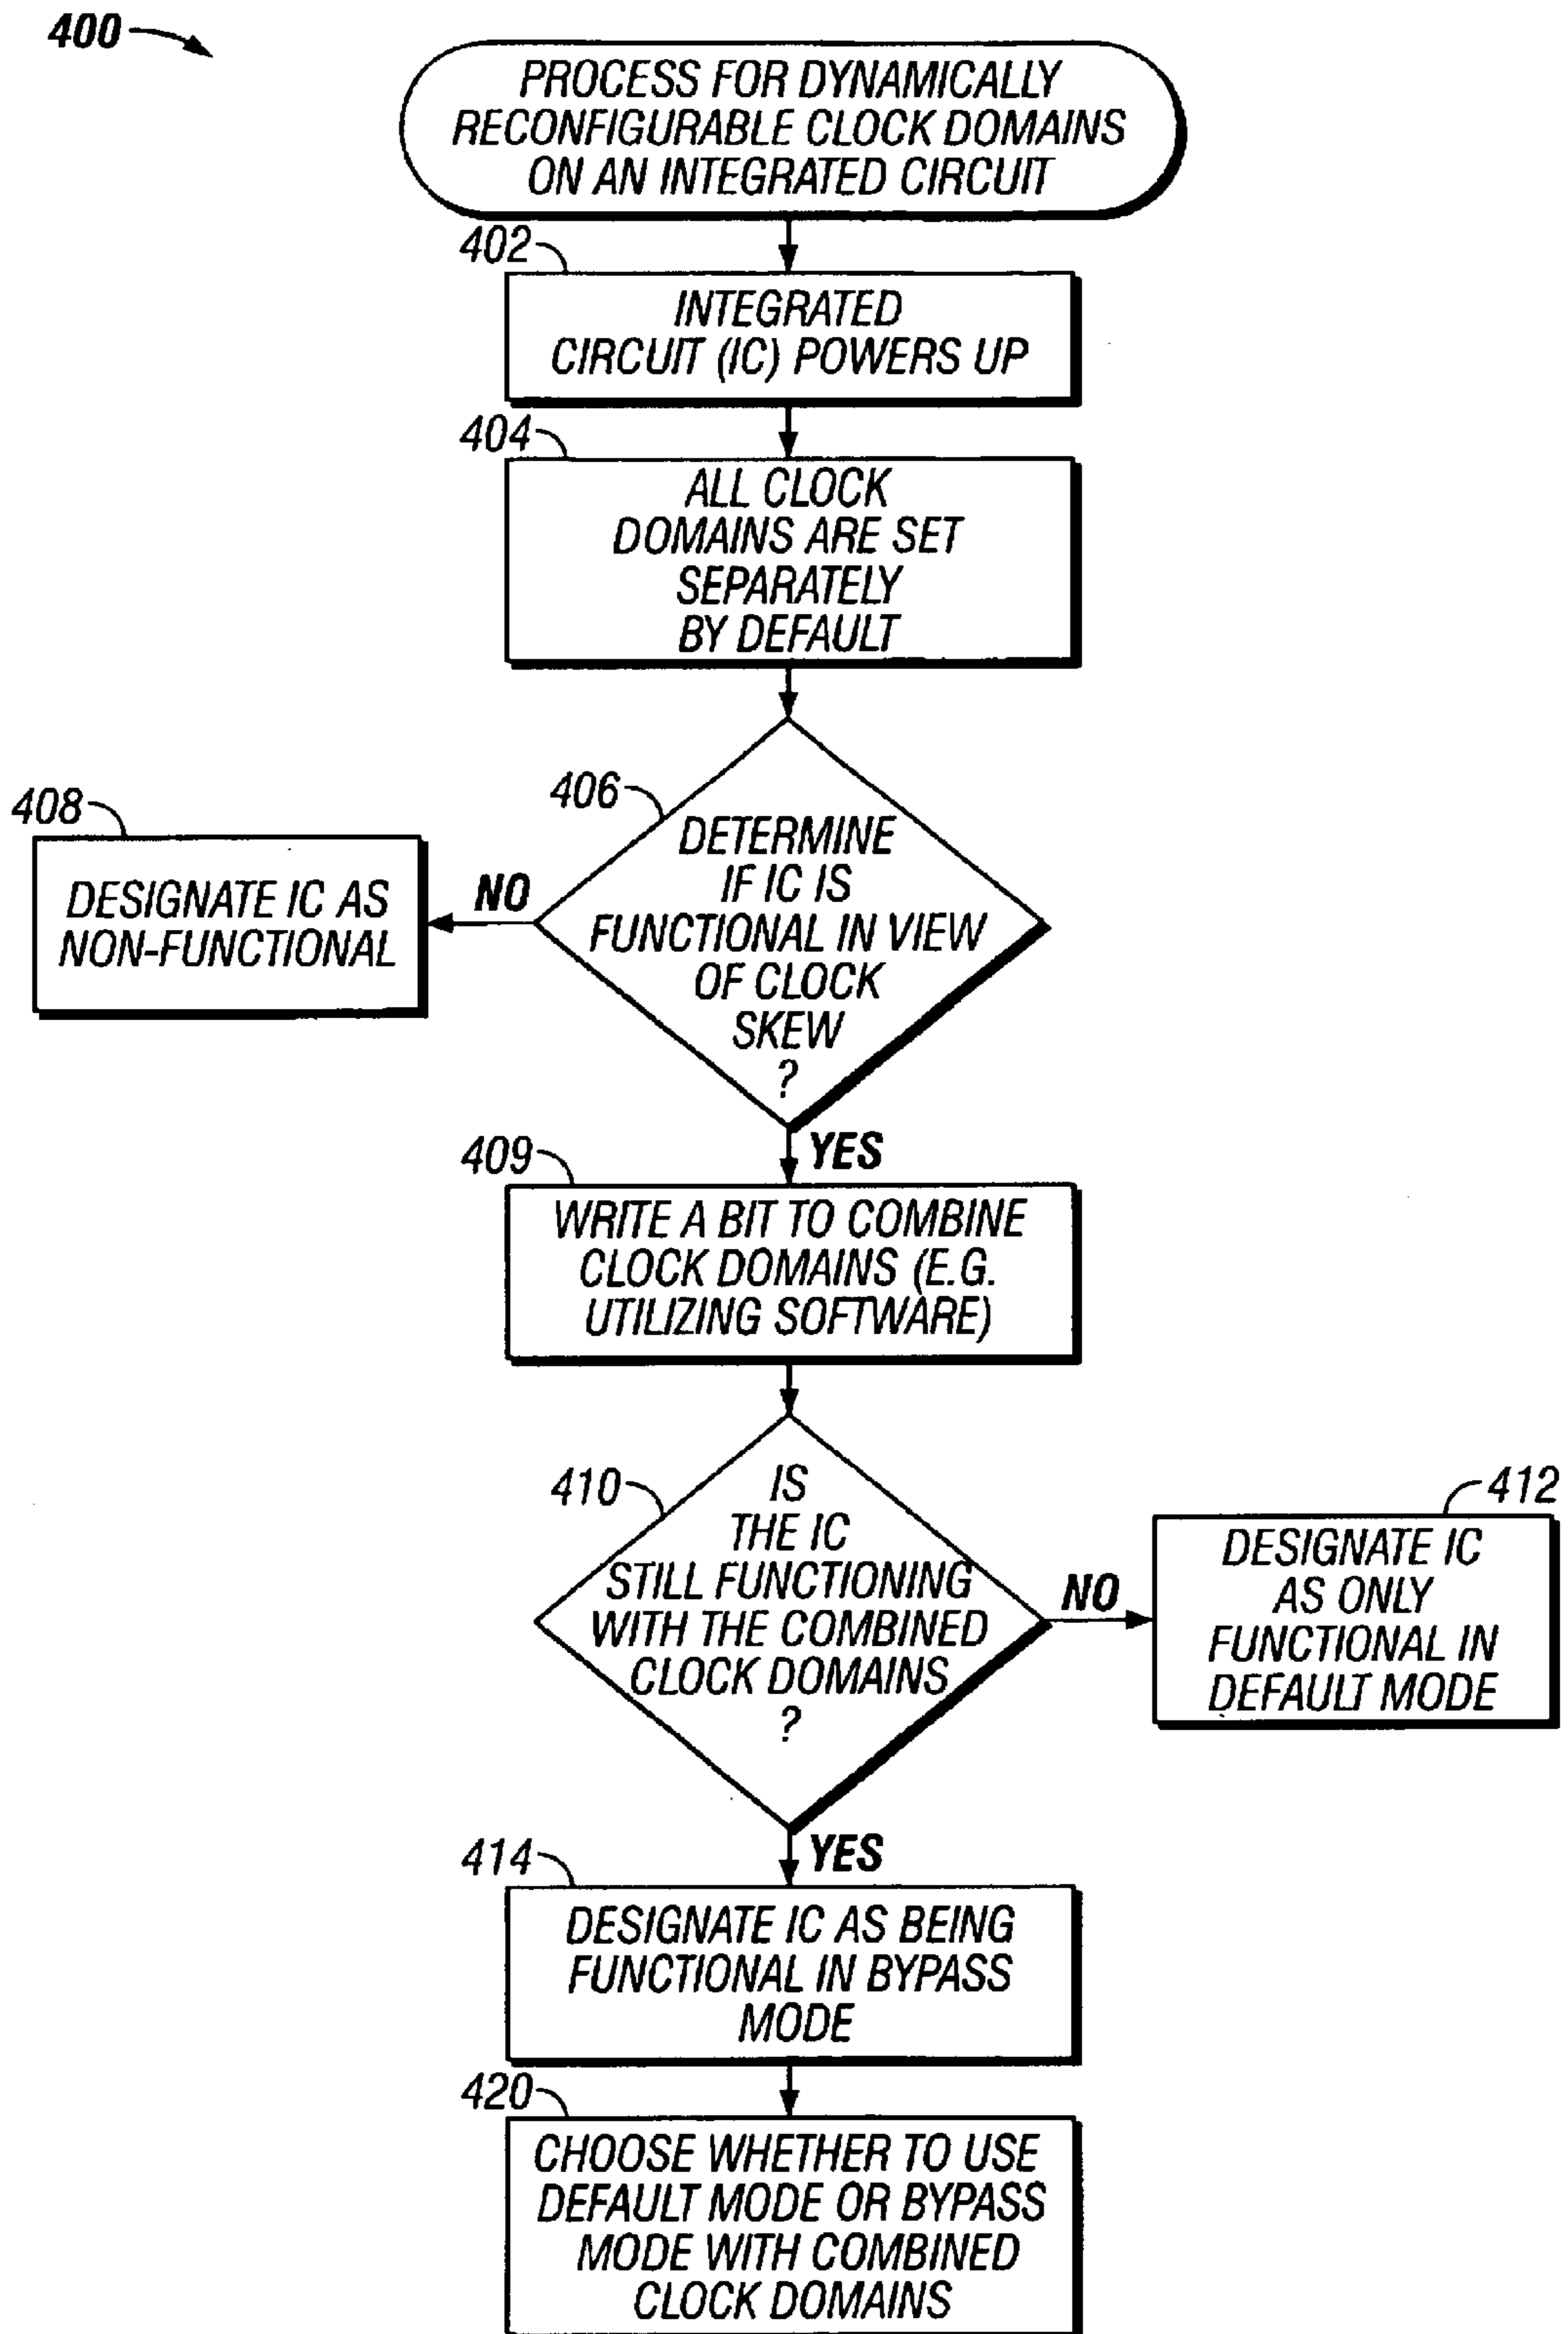 400
PROCESS FOR DYNAMICALLY
RECONFIGURABLE CLOCK DOMAINS
ON AN INTEGRATED CIRCUIT
402
INTEGRATED
CIRCUIT (IC) POWERS UP
404
ALL CLOCK
DOMAINS ARE SET
SEPARATELY
BY DEFAULT
406
DETERMINE
IF IC IS
FUNCTIONAL IN VIEW
OF CLOCK
SKEW
?
NO
408
DESIGNATE IC AS
NON-FUNCTIONAL
YES
409
WRITE A BIT TO COMBINE
CLOCK DOMAINS (E.G.
UTILIZING SOFTWARE)
410
IS
THE IC
STILL FUNCTIONING
WITH THE COMBINED
CLOCK DOMAINS
?
NO
412
DESIGNATE IC
AS ONLY
FUNCTIONAL IN
DEFAULT MODE
YES
414
DESIGNATE IC AS BEING
FUNCTIONAL IN BYPASS
MODE
420
CHOOSE WHETHER TO USE
DEFAULT MODE OR BYPASS
MODE WITH COMBINED
CLOCK DOMAINS